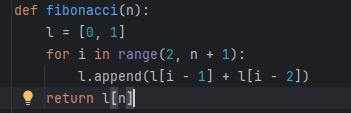 def fibonacci(n):
    l = [0, 1]
    for i in range(2, n + 1):
        l.append(l[i - 1] + l[i - 2])
    return l[n]